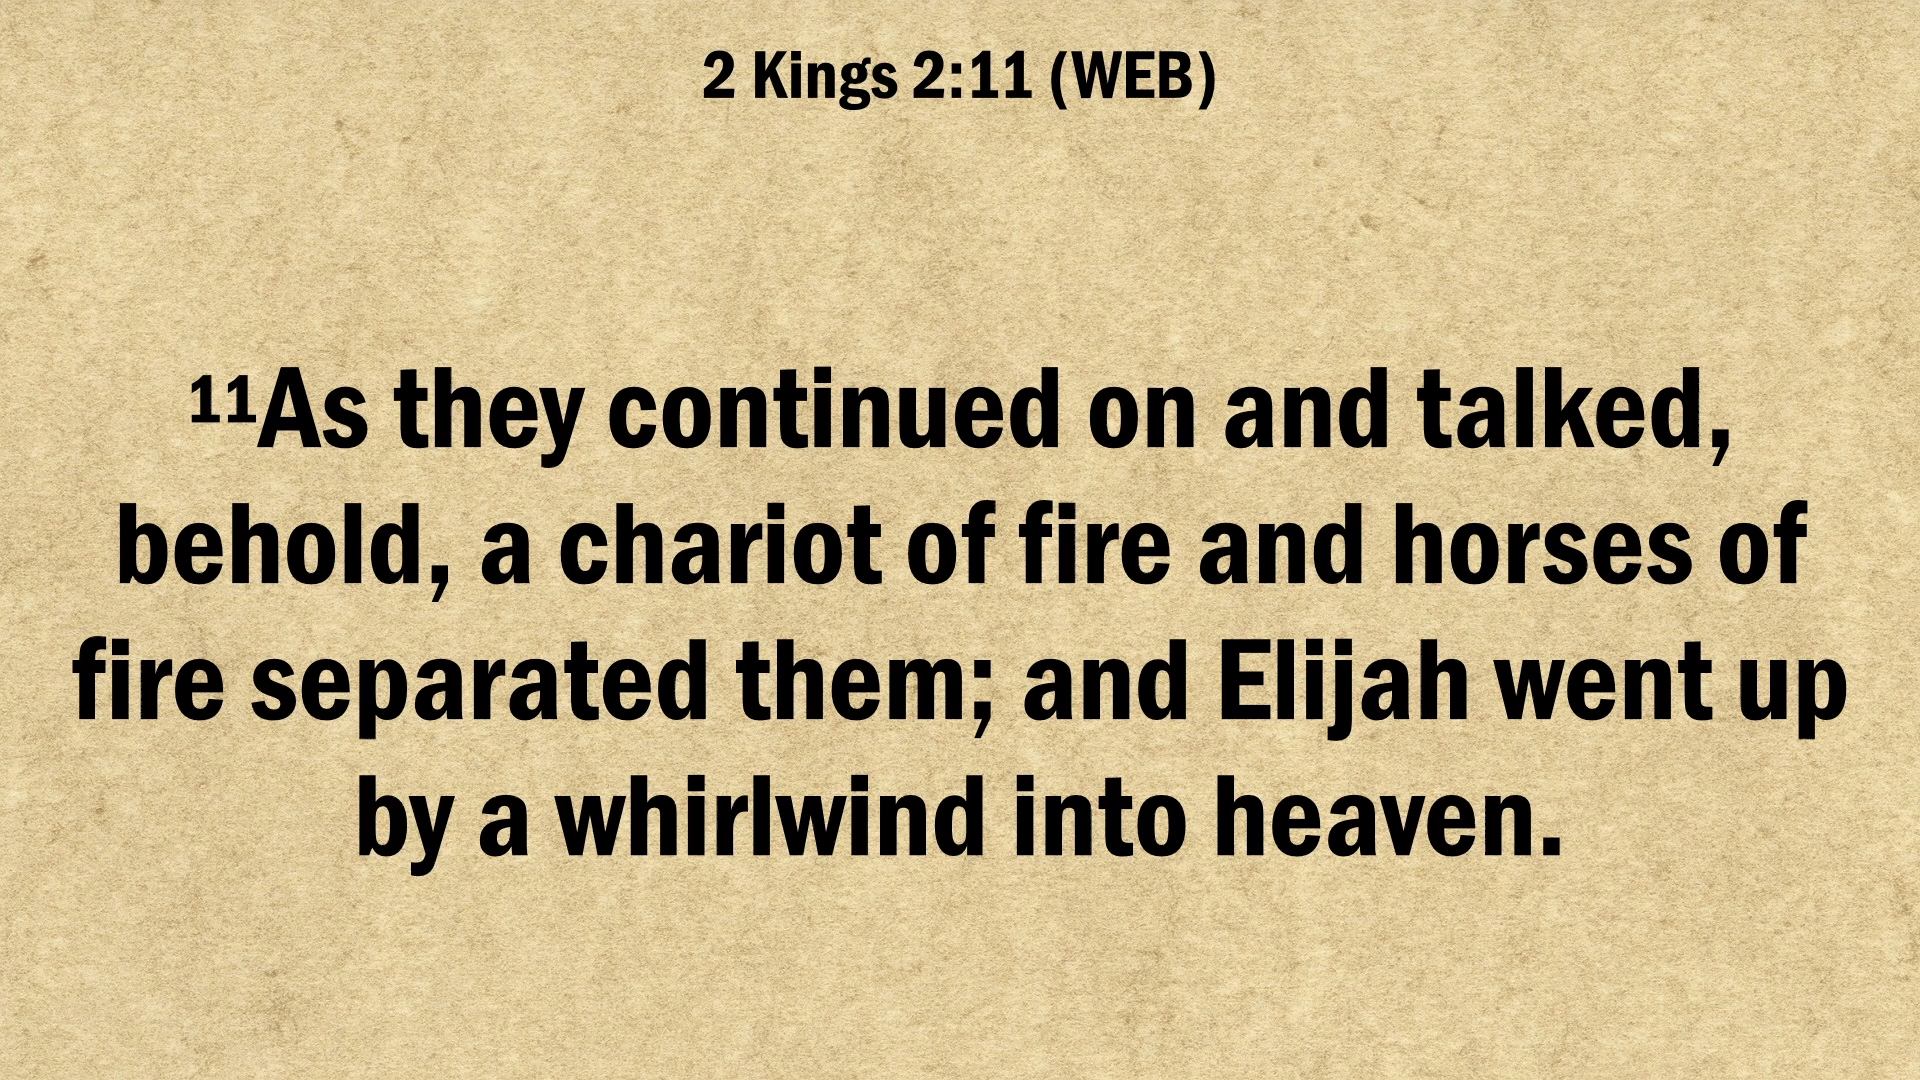 2 Kings 2:11 (WEB)
¹¹As they continued on and talked,
behold, a chariot of fire and horses of
fire separated them; and Elijah went up
by a whirlwind into heaven.